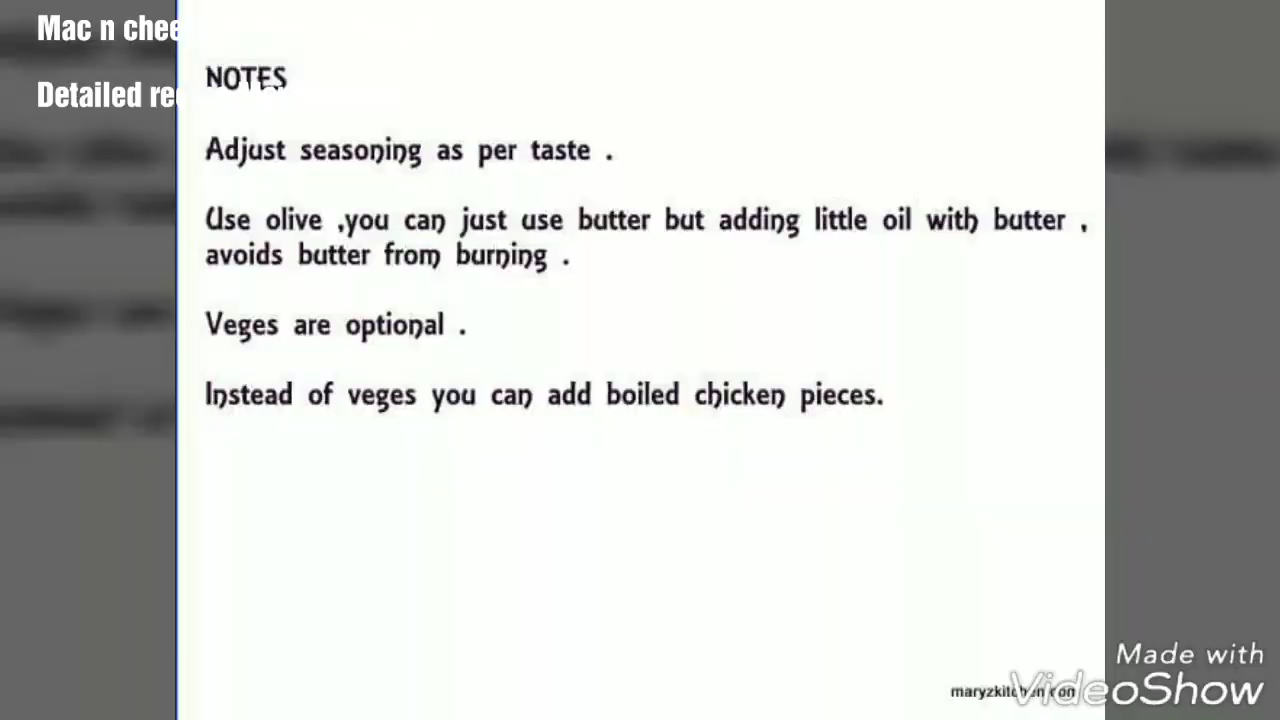 Mac n chee
Detailed re
NOTES
Adjust seasoning as per taste .
Use olive ,you can just use butter but adding little oil with butter ,
avoids butter from burning .
Veges are optional .
Instead of veges you can add boiled chicken pieces.
maryzkitchen.com
Made with
VideoShow